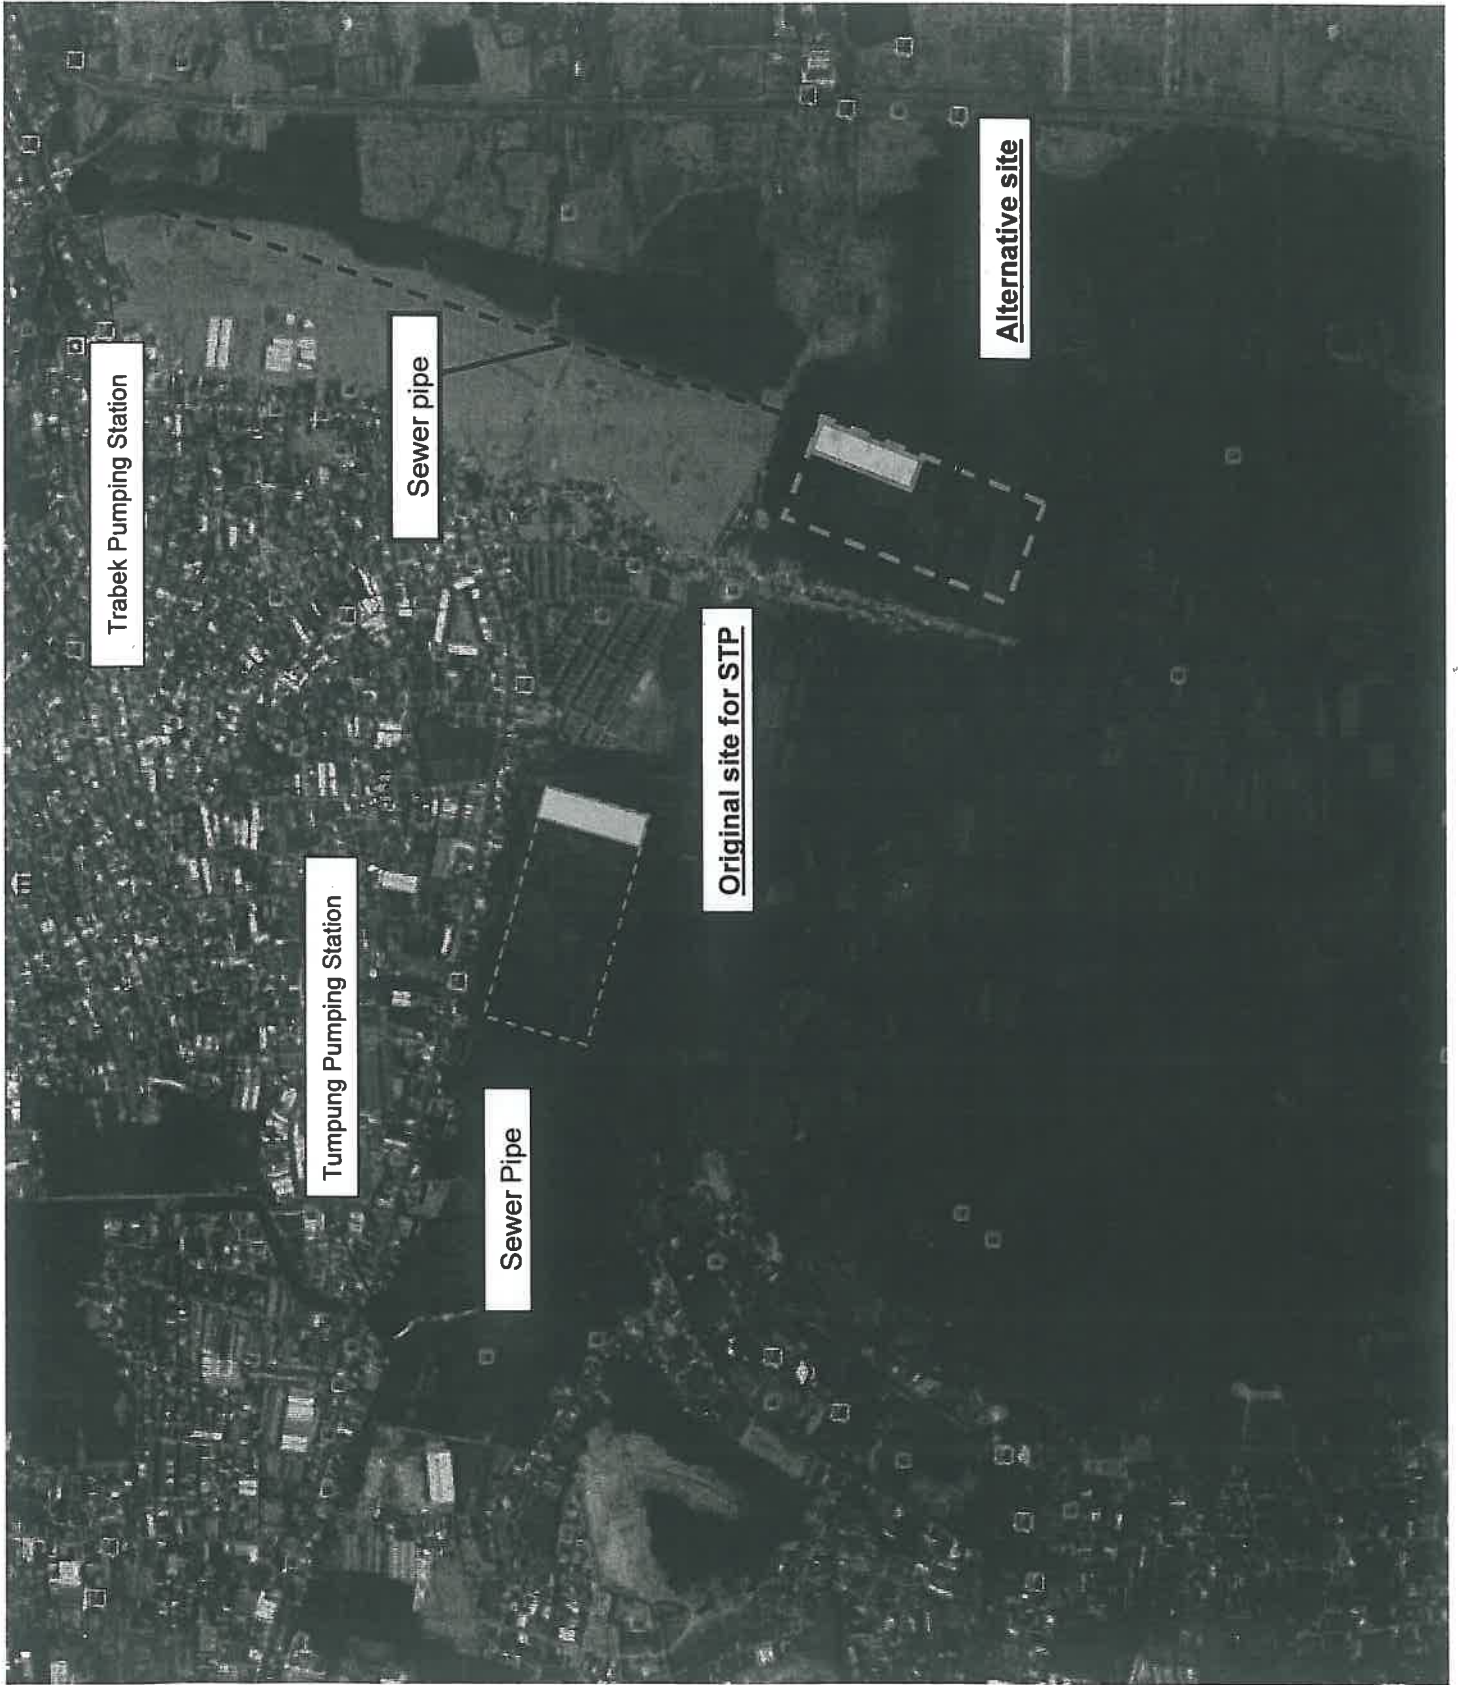 Trabek Pumping Station
Sewer pipe
Alternative site
Tumpung Pumping Station
Original site for STP
Sewer Pipe